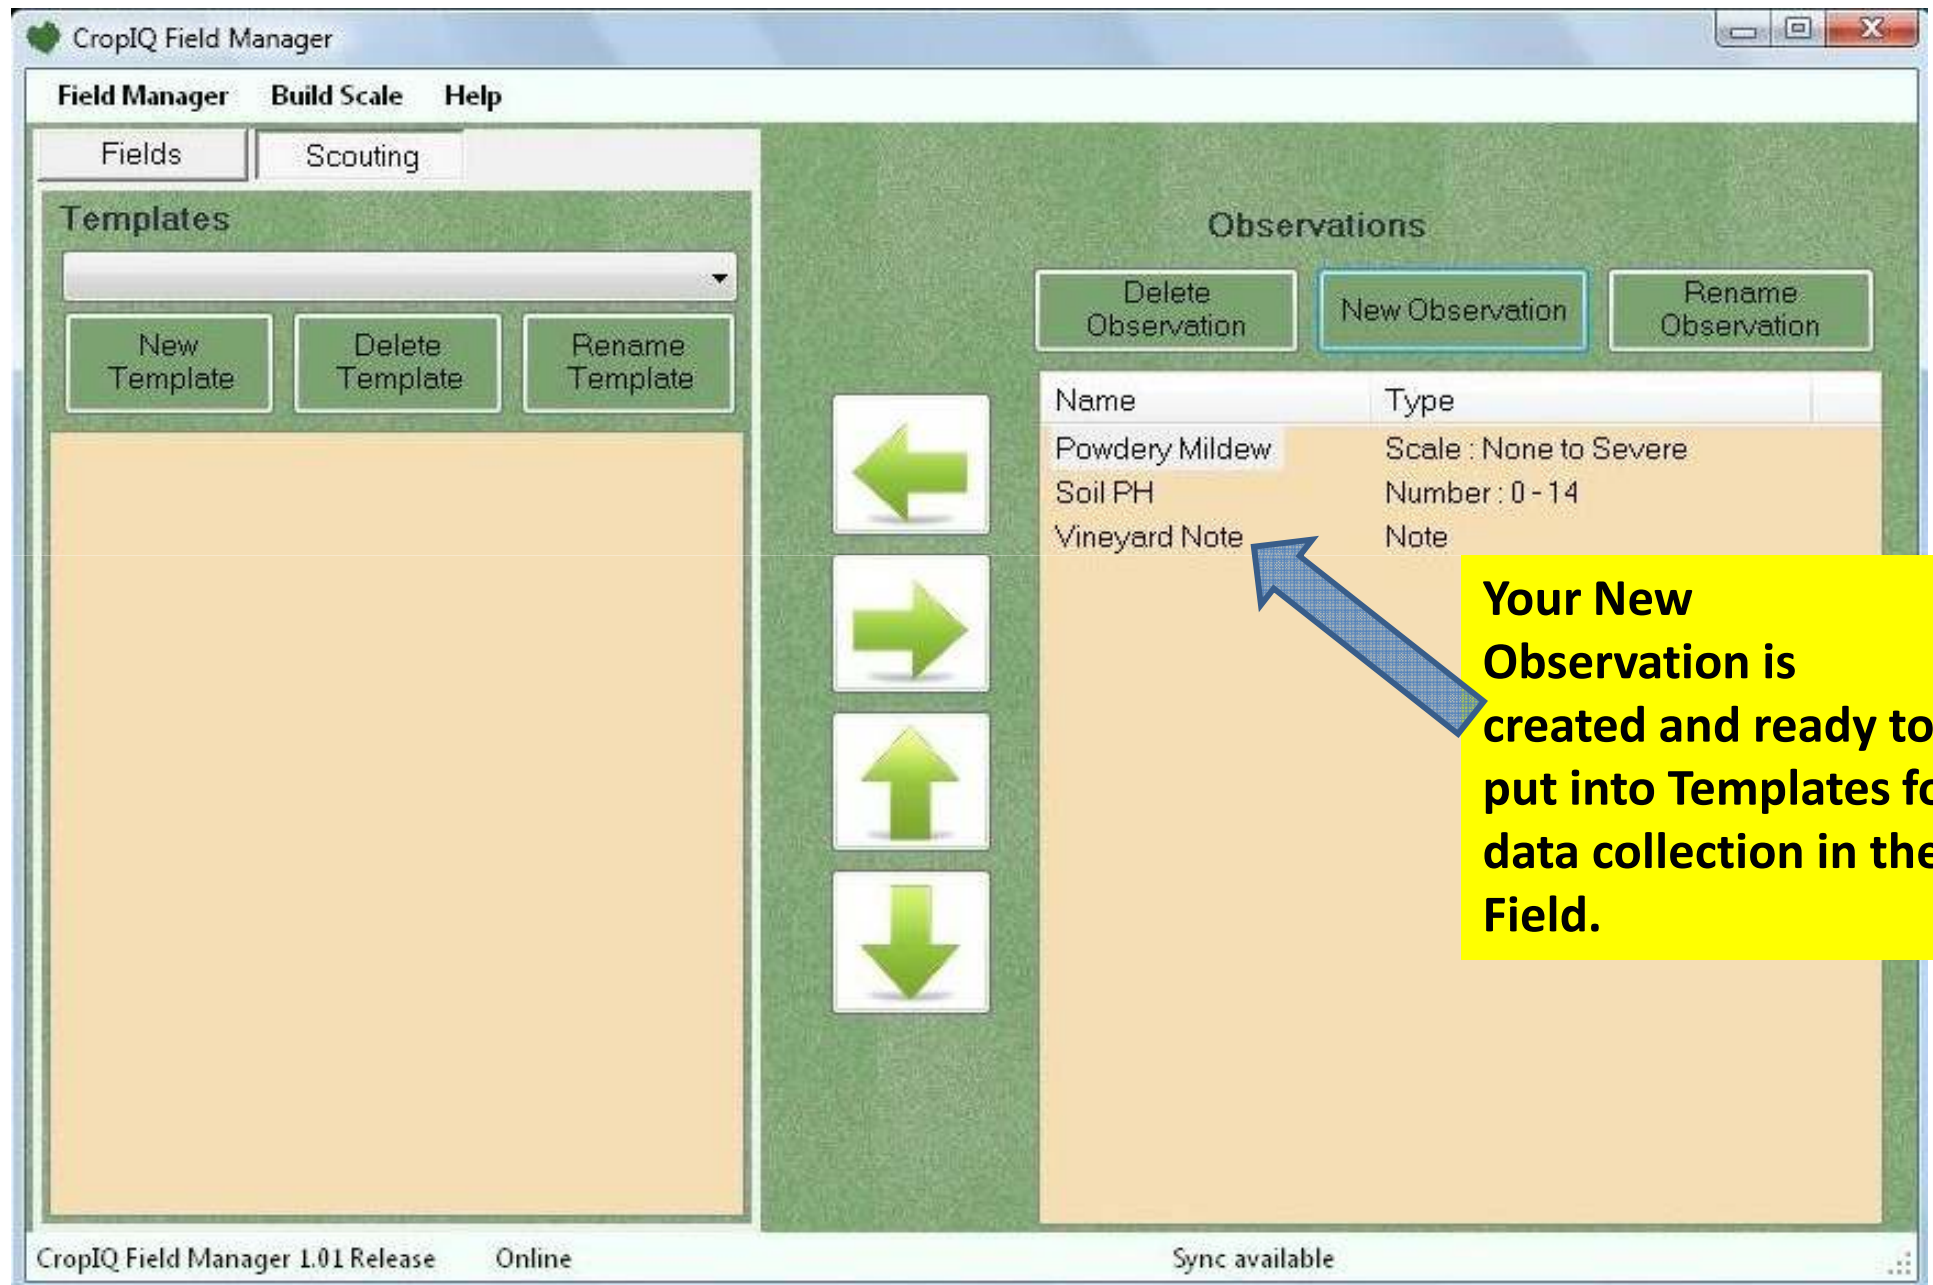 CropIQ Field Manager
Field Manager Build Scale Help
Fields Scouting
Templates
New Template
Delete Template
Rename Template
Observations
Delete Observation
New Observation
Rename Observation
Name Type
Powdery Mildew Scale : None to Severe
Soil PH Number : 0 - 14
Vineyard Note Note
Your New
Observation is
created and ready to
put into Templates fo
data collection in the
Field.
CropIQ Field Manager 1.01 Release Online Sync available